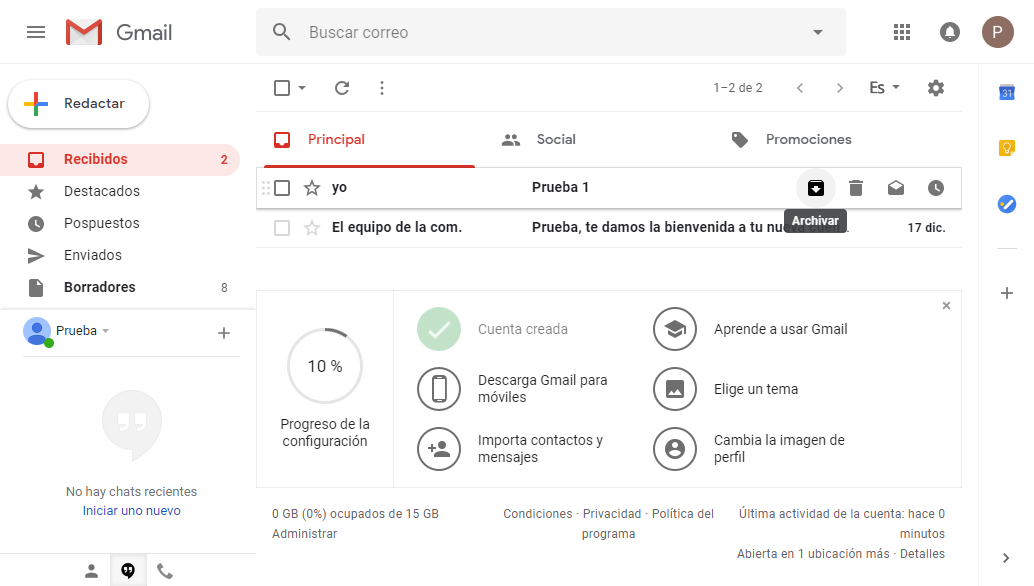 Gmail
Buscar correo
P
Redactar
1–2 de 2
Es
31
Recibidos 2
Destacados
Pospuestos
Enviados
Borradores 8
Principal
Social
Promociones
yo Prueba 1
Archivar
El equipo de la com. Prueba, te damos la bienvenida a tu nueva cuen... 17 dic.
Prueba
No hay chats recientes
Iniciar uno nuevo
10 %
Progreso de la
configuración
Cuenta creada
Descarga Gmail para
móviles
Importa contactos y
mensajes
Aprende a usar Gmail
Elige un tema
Cambia la imagen de
perfil
0 GB (0%) ocupados de 15 GB
Administrar
Condiciones · Privacidad · Política del
programa
Última actividad de la cuenta: hace 0
minutos
Abierta en 1 ubicación más · Detalles